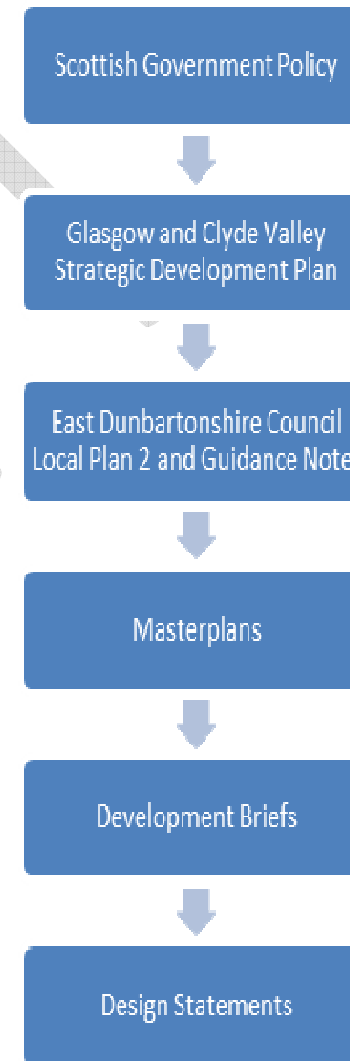 Scottish Government Policy
Glasgow and Clyde Valley
Strategic Development Plan
East Dunbartonshire Council
Local Plan 2 and Guidance Note
Masterplans
Development Briefs
Design Statements